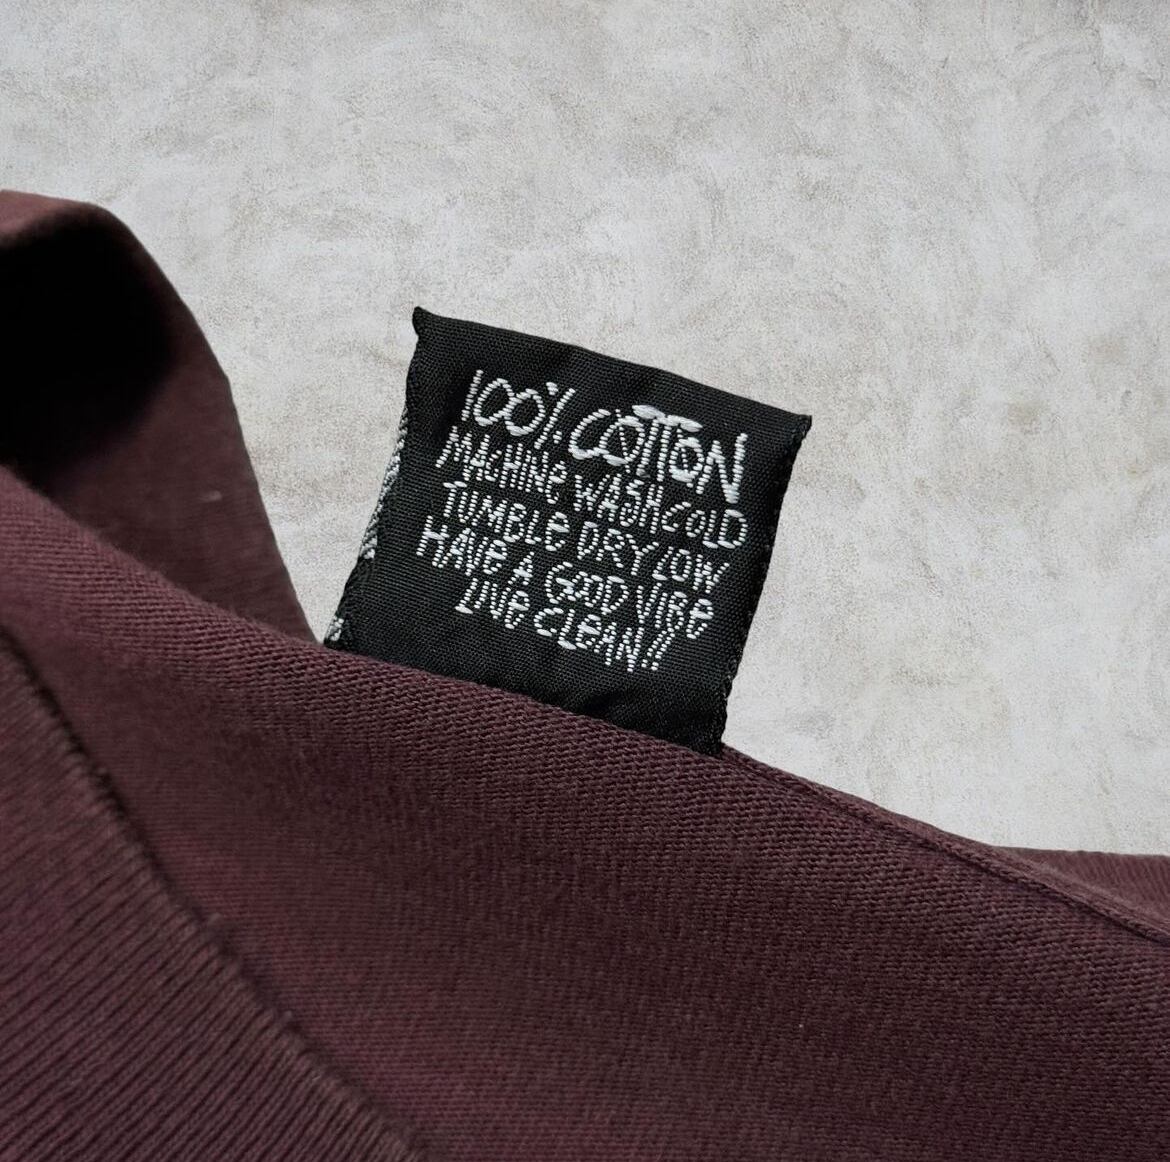 100% COTTON
MACHINE WASH COLD
TUMBLE DRY LOW
HAVE A GOOD VIBE
LIVE CLEAN!!